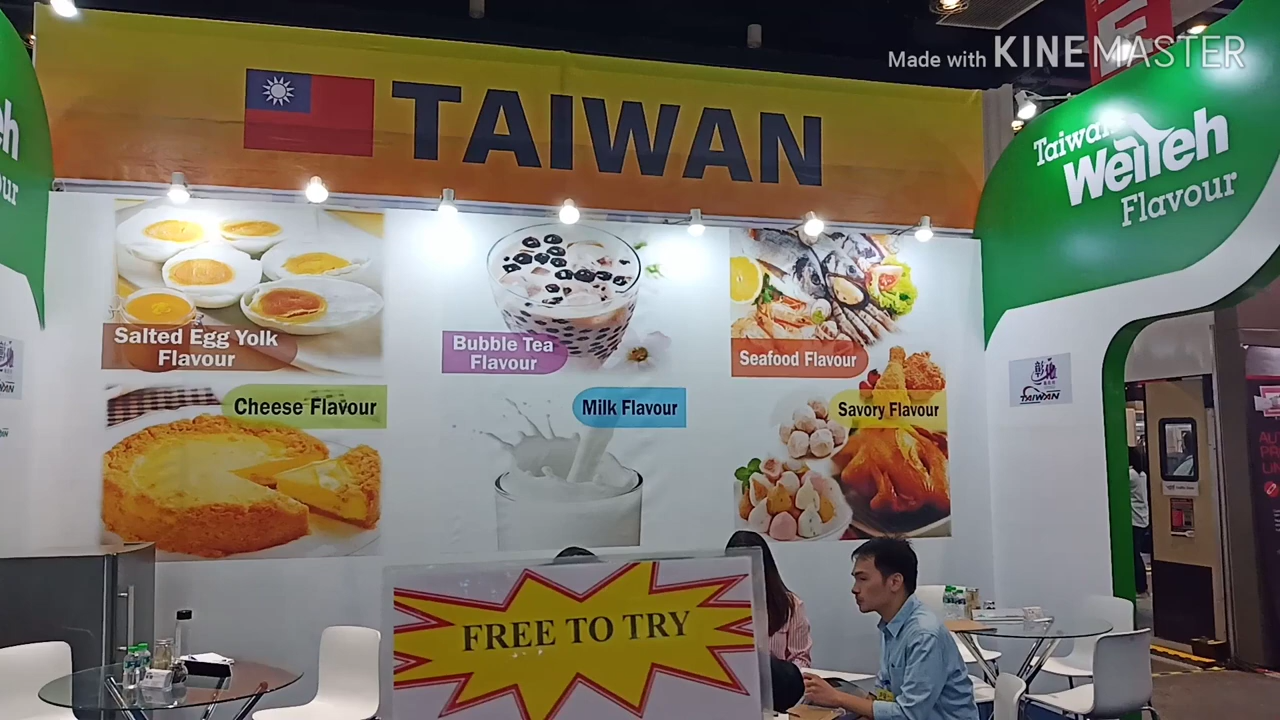 Made with KINEMASTER
TAIWAN
Taiwan
WeiYeh
Flavour
Salted Egg Yolk
Flavour
Bubble Tea
Flavour
Seafood Flavour
Cheese Flavour
Milk Flavour
Savory Flavour
TAIWAN
FREE TO TRY